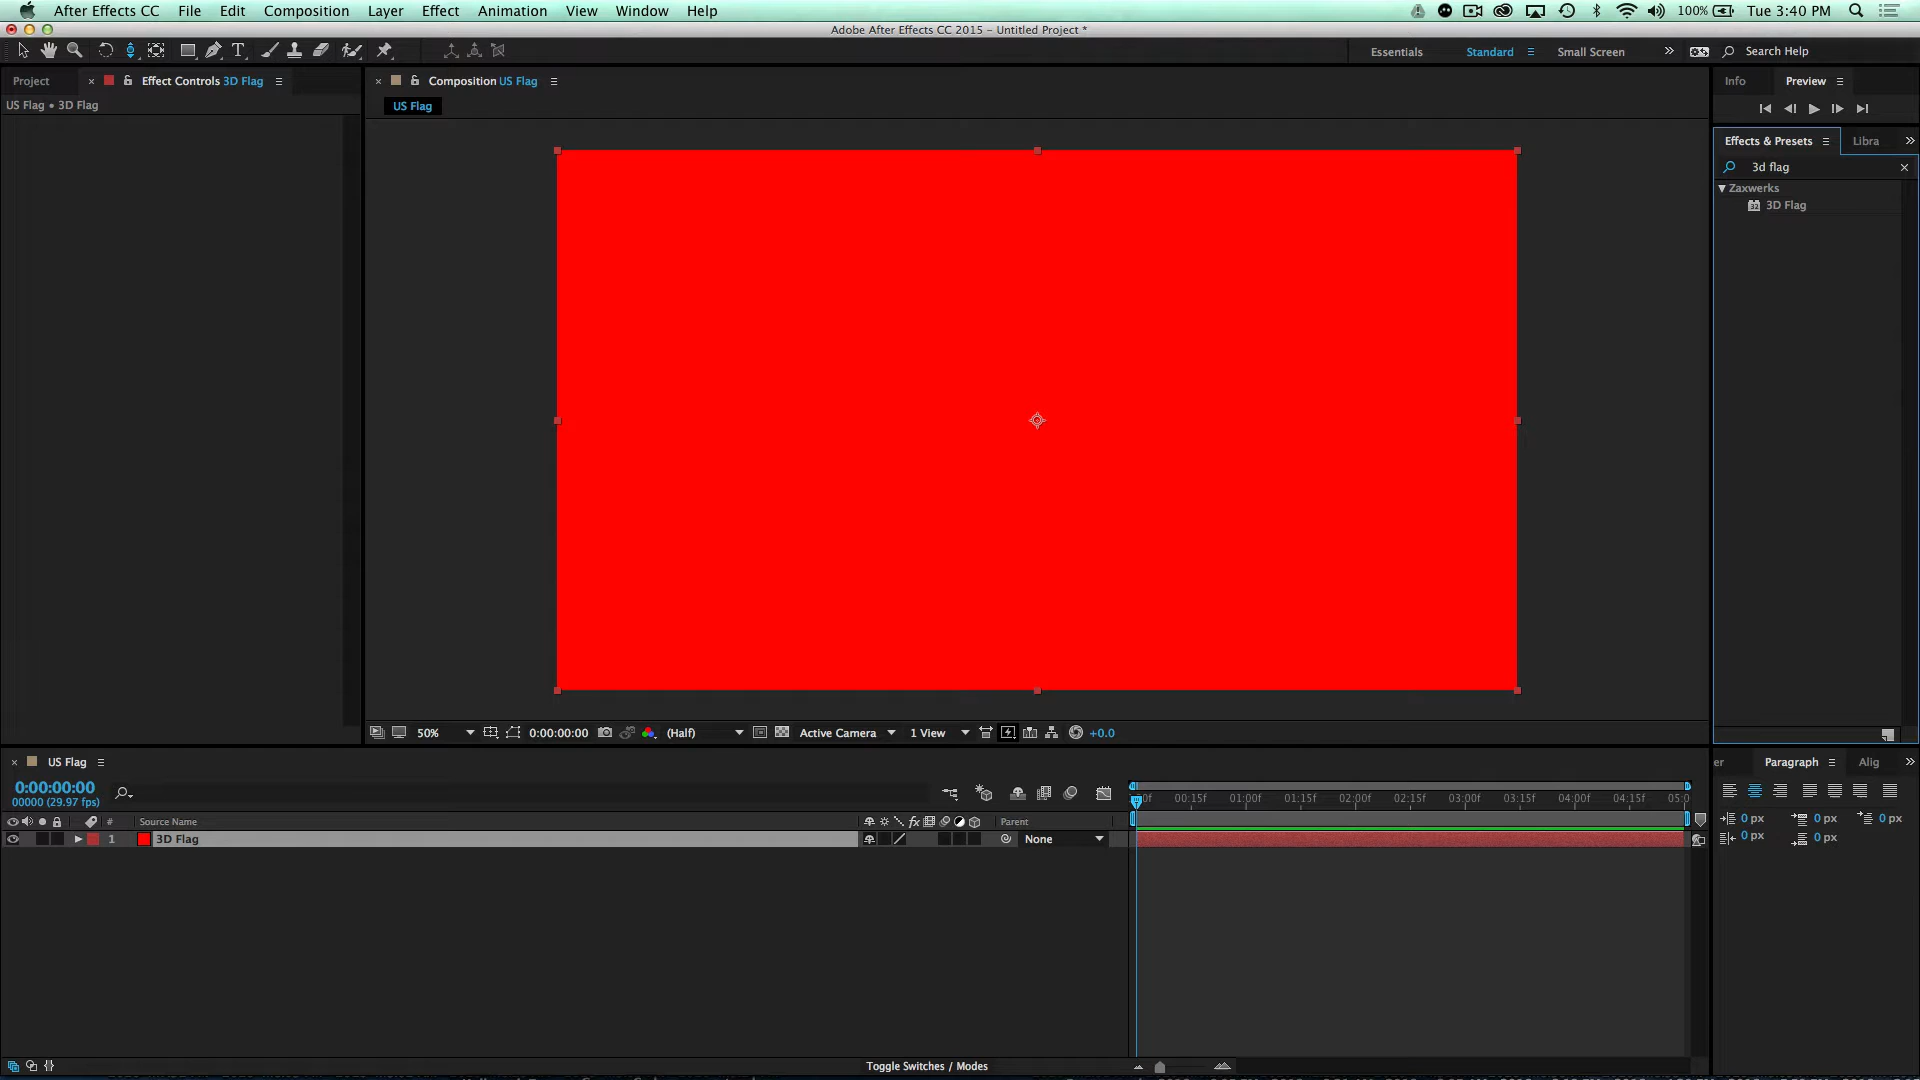 After Effects CC File Edit Composition Layer Effect Animation View Window Help 100% Tue 3:40 PM
Adobe After Effects CC 2015 - Untitled Project *
Essentials Standard Small Screen Search Help
Project Effect Controls 3D Flag Composition US Flag Info Preview
US Flag • 3D Flag US Flag
Effects & Presets Libra
3d flag
Zaxwerks
3D Flag
50% 0:00:00:00 (Half) Active Camera 1 View +0.0
US Flag er Paragraph Alig
0:00:00:00
00000 (29.97 fps)
0f 00:15f 01:00f 01:15f 02:00f 02:15f 03:00f 03:15f 04:00f 04:15f 05:0
# Source Name fx Parent 0 px 0 px 0 px
1 3D Flag None 0 px 0 px
Toggle Switches / Modes